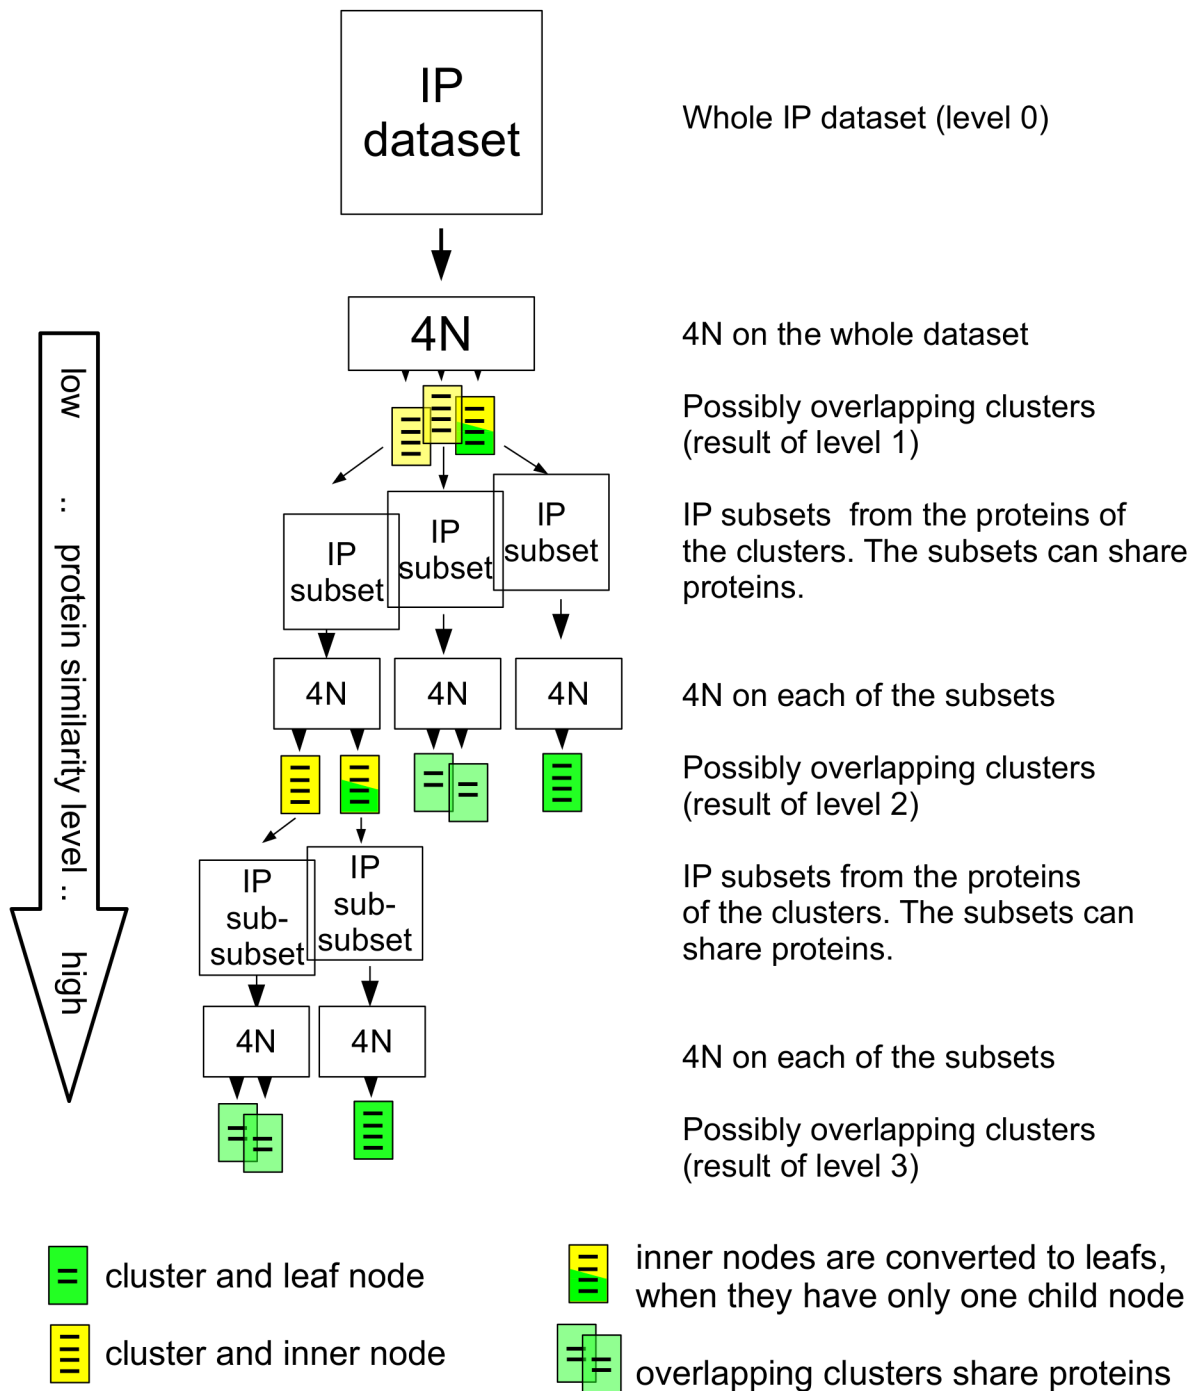 IP
dataset
Whole IP dataset (level 0)
4N
4N on the whole dataset
Possibly overlapping clusters
(result of level 1)
IP
subset
IP
subset
IP
subset
IP subsets  from the proteins of
the clusters. The subsets can share
proteins.
4N
4N
4N
4N on each of the subsets
Possibly overlapping clusters
(result of level 2)
IP
sub-
subset
IP
sub-
subset
IP subsets from the proteins
of the clusters. The subsets can
share proteins.
4N
4N
4N on each of the subsets
Possibly overlapping clusters
(result of level 3)
low .. protein similarity level .. high
cluster and leaf node
cluster and inner node
inner nodes are converted to leafs,
when they have only one child node
overlapping clusters share proteins